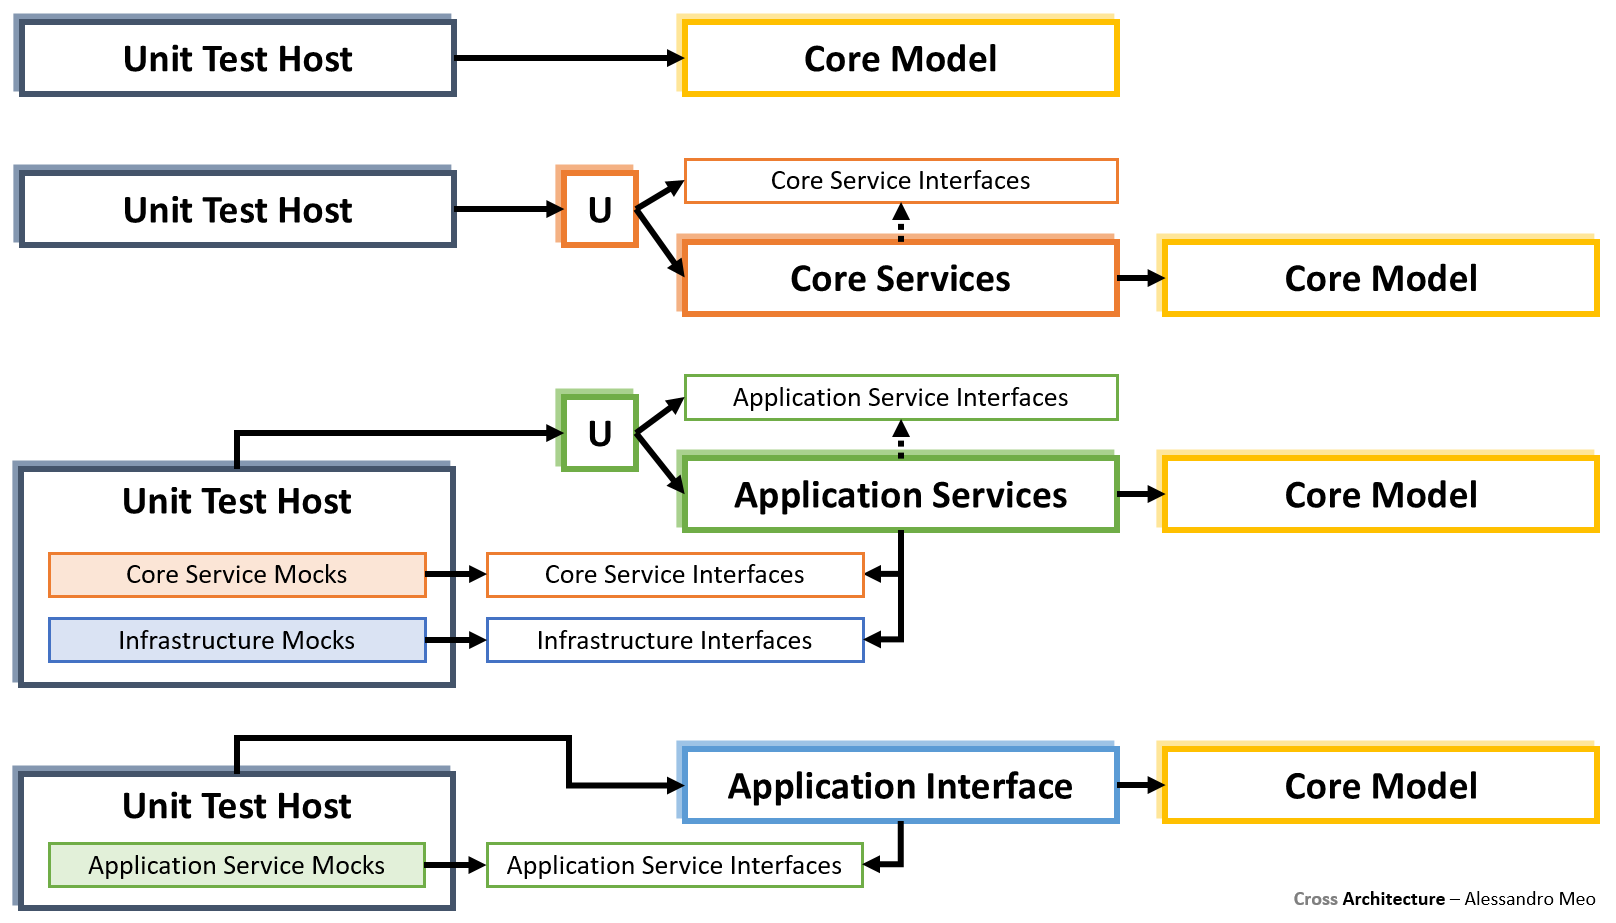 Unit Test Host
Core Model
Unit Test Host
U
Core Service Interfaces
Core Services
Core Model
U
Application Service Interfaces
Application Services
Core Model
Unit Test Host
Core Service Mocks
Core Service Interfaces
Infrastructure Mocks
Infrastructure Interfaces
Application Interface
Core Model
Unit Test Host
Application Service Mocks
Application Service Interfaces
Cross Architecture – Alessandro Meo